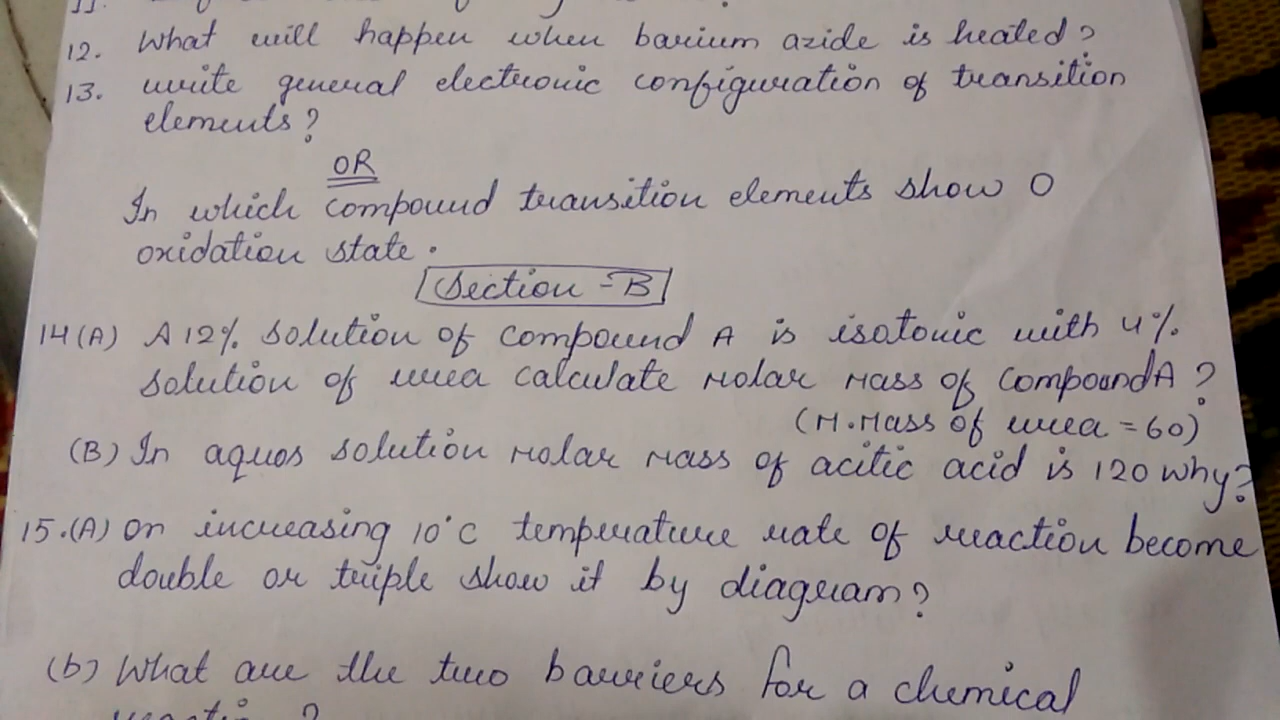 11.
12. What will happen when barium azide is heated?
13. write general electronic configuration of transition
elements?
OR
In which compound transition elements show 0
oxidation state.
Section - B
14(A) A 12% solution of compound A is isotonic with 4%
solution of urea calculate Molar Mass of Compound A?
(M.Mass of urea = 60)
(B) In aquos solution Molar Mass of acitic acid is 120 why?
15.(A) on increasing 10°C temperature rate of reaction become
double or triple show it by diagram?
(b) What are the two barriers for a chemical
?